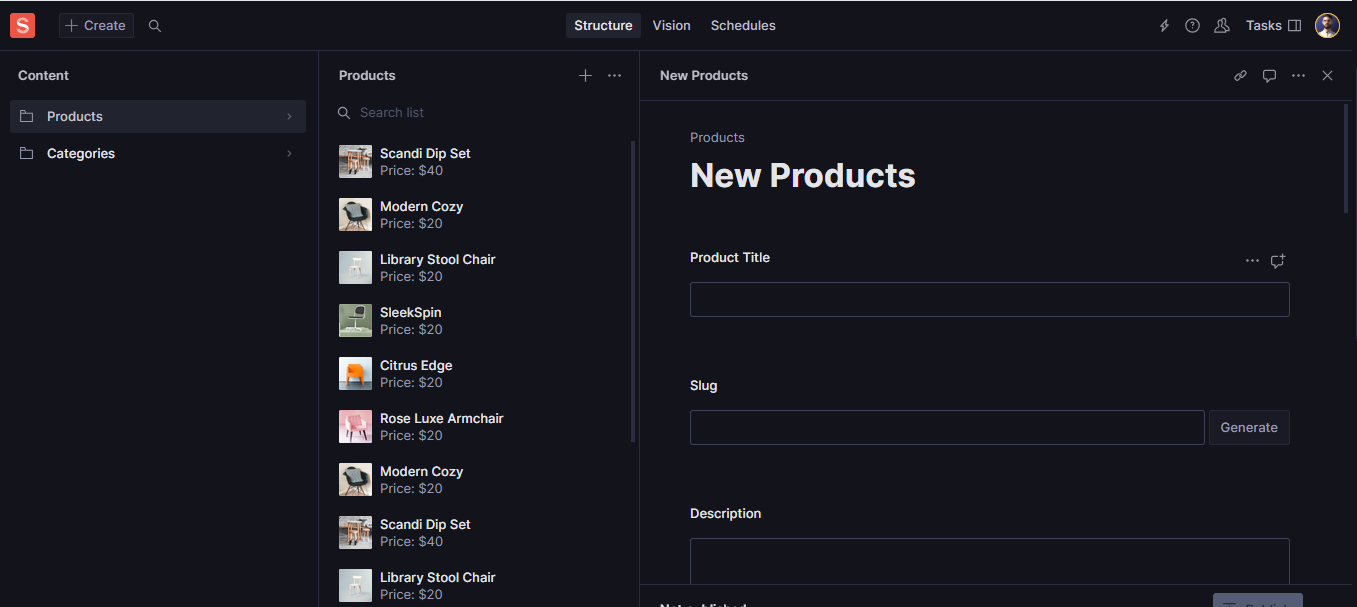 S
Create
Structure
Vision
Schedules
Tasks
Content
Products
Categories
Products
Search list
Scandi Dip Set
Price: $40
Modern Cozy
Price: $20
Library Stool Chair
Price: $20
SleekSpin
Price: $20
Citrus Edge
Price: $20
Rose Luxe Armchair
Price: $20
Modern Cozy
Price: $20
Scandi Dip Set
Price: $40
Library Stool Chair
Price: $20
New Products
Products
New Products
Product Title
Slug
Generate
Description